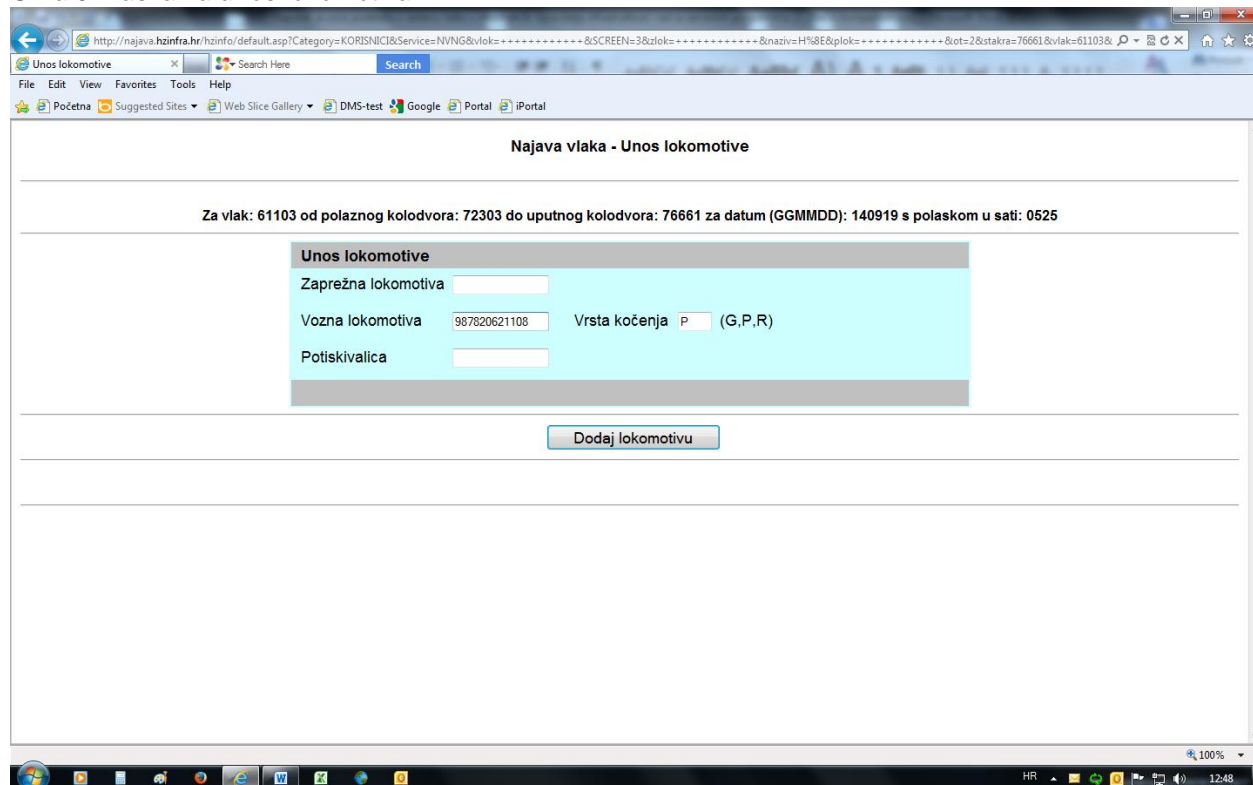 http://najava.hzinfra.hr/hzinfo/default.asp?Category=KORISNICI&Service=NVNG&vlok=++++++++++++&SCREEN=3&zlok=++++++++++++&naziv=H%8E&plok=++++++++++++&ot=2&stakra=76661&vlak=61103&
Unos lokomotive
Search Here
Search
File Edit View Favorites Tools Help
Početna Suggested Sites Web Slice Gallery DMS-test Google Portal iPortal
Najava vlaka - Unos lokomotive
Za vlak: 61103 od polaznog kolodvora: 72303 do uputnog kolodvora: 76661 za datum (GGMMDD): 140919 s polaskom u sati: 0525
Unos lokomotive
Zaprežna lokomotiva
Vozna lokomotiva 987820621108 Vrsta kočenja P (G,P,R)
Potiskivalica
Dodaj lokomotivu
100%
HR 12:48